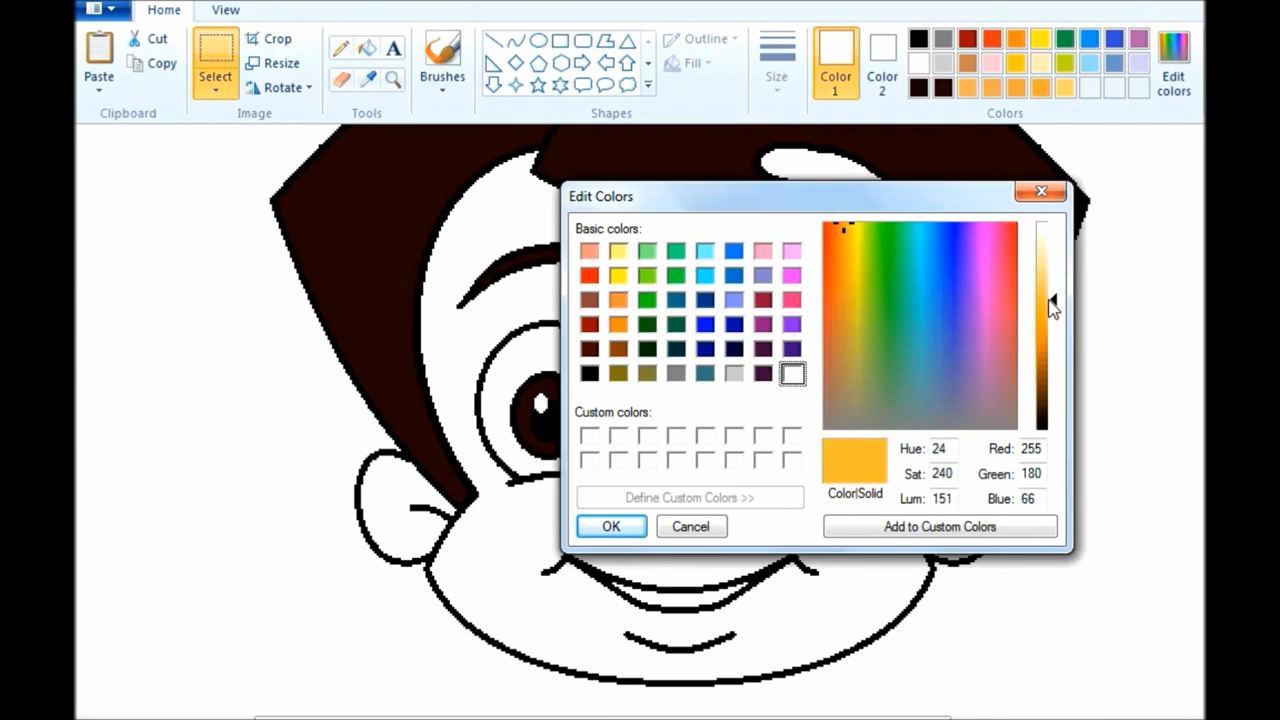 Home View
Paste
Cut
Copy
Clipboard
Select
Crop
Resize
Rotate
Image
A
Tools
Brushes
Shapes
Outline
Fill
Size
Color 1
Color 2
Edit colors
Colors
Edit Colors
Basic colors:
Custom colors:
Define Custom Colors >>
OK Cancel
Color|Solid
Hue: 24 Red: 255
Sat: 240 Green: 180
Lum: 151 Blue: 66
Add to Custom Colors